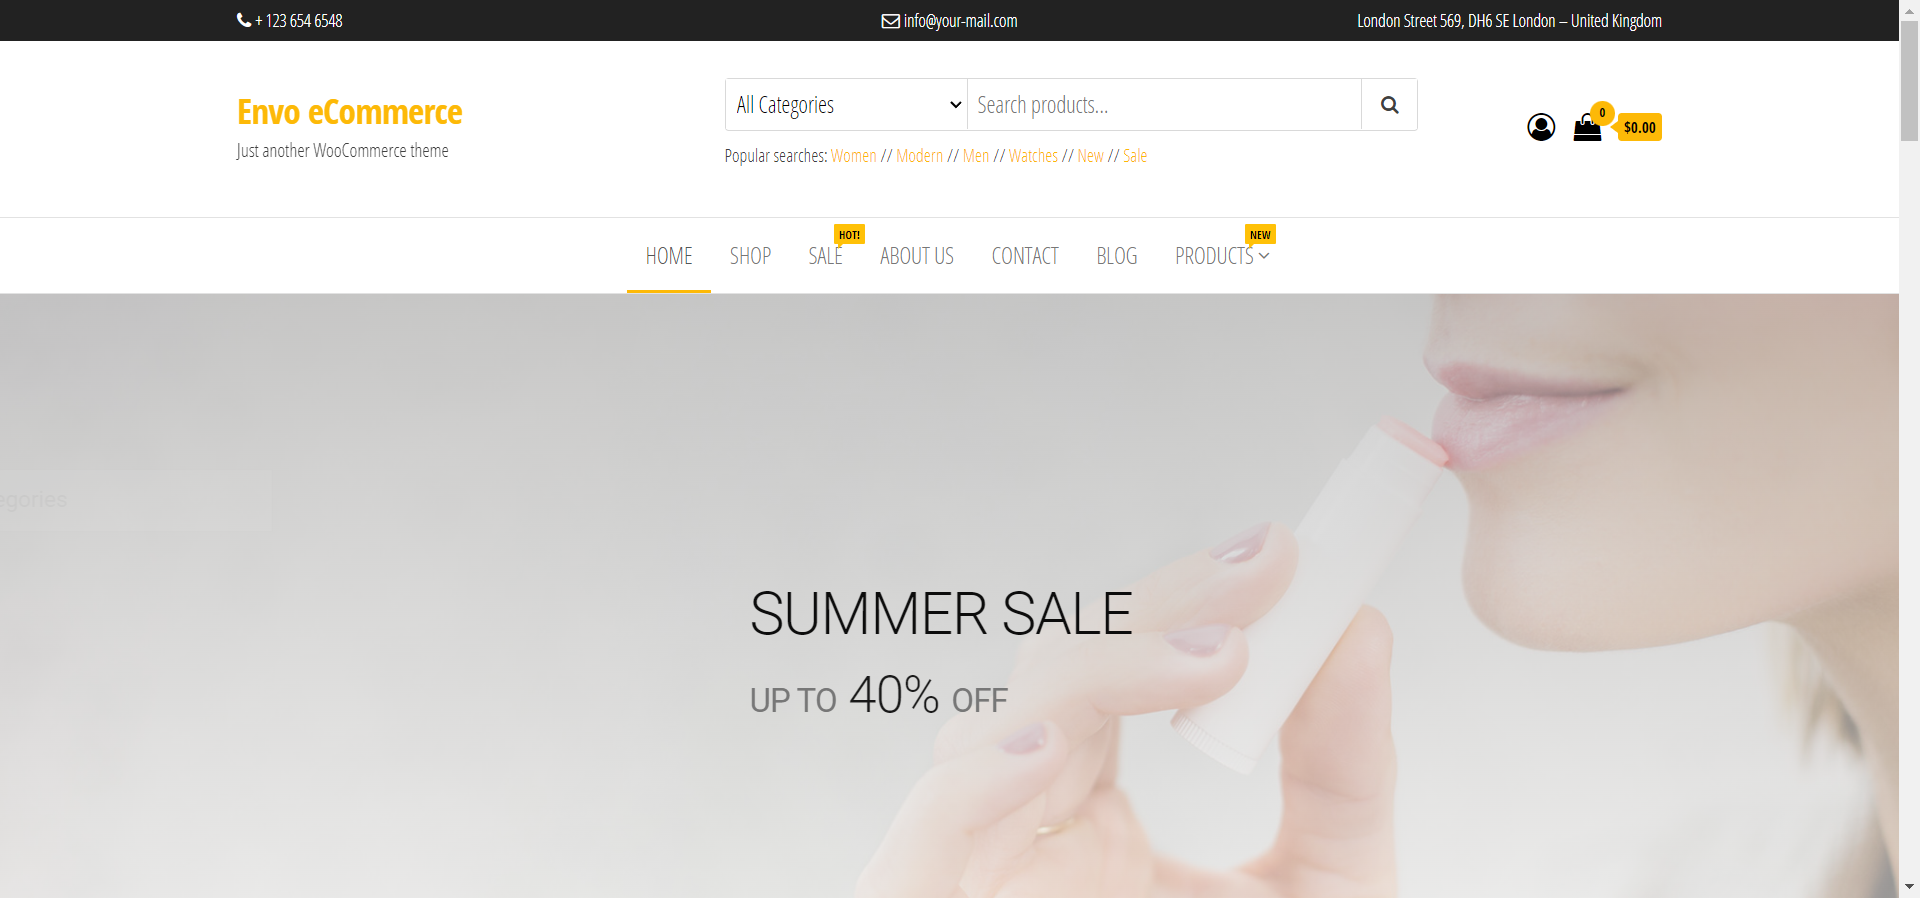 + 123 654 6548
info@your-mail.com
London Street 569, DH6 SE London – United Kingdom
Envo eCommerce
Just another WooCommerce theme
All Categories
Search products...
0
$0.00
Popular searches: Women // Modern // Men // Watches // New // Sale
HOT!
NEW
HOME
SHOP
SALE
ABOUT US
CONTACT
BLOG
PRODUCTS
egories
SUMMER SALE
UP TO 40% OFF